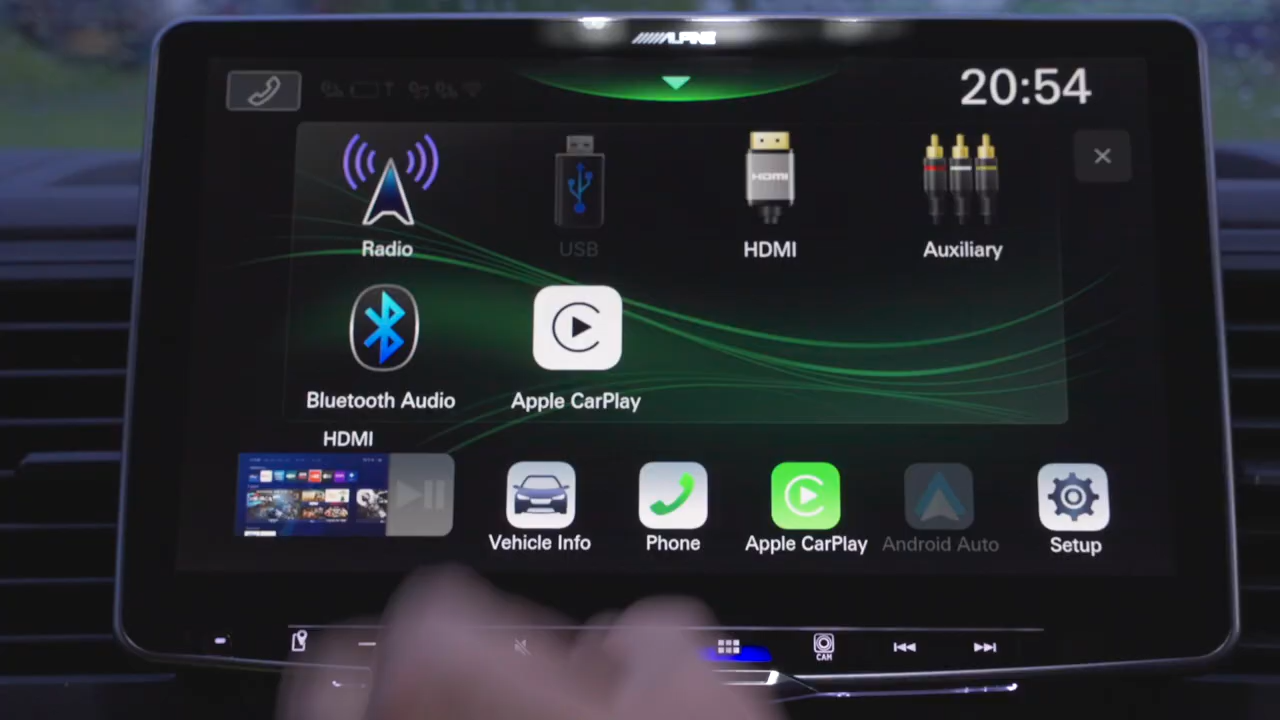 ALPINE
20:54
HDMI
Radio
USB
HDMI
Auxiliary
Bluetooth Audio
Apple CarPlay
HDMI
Vehicle Info
Phone
Apple CarPlay
Android Auto
Setup
CAM